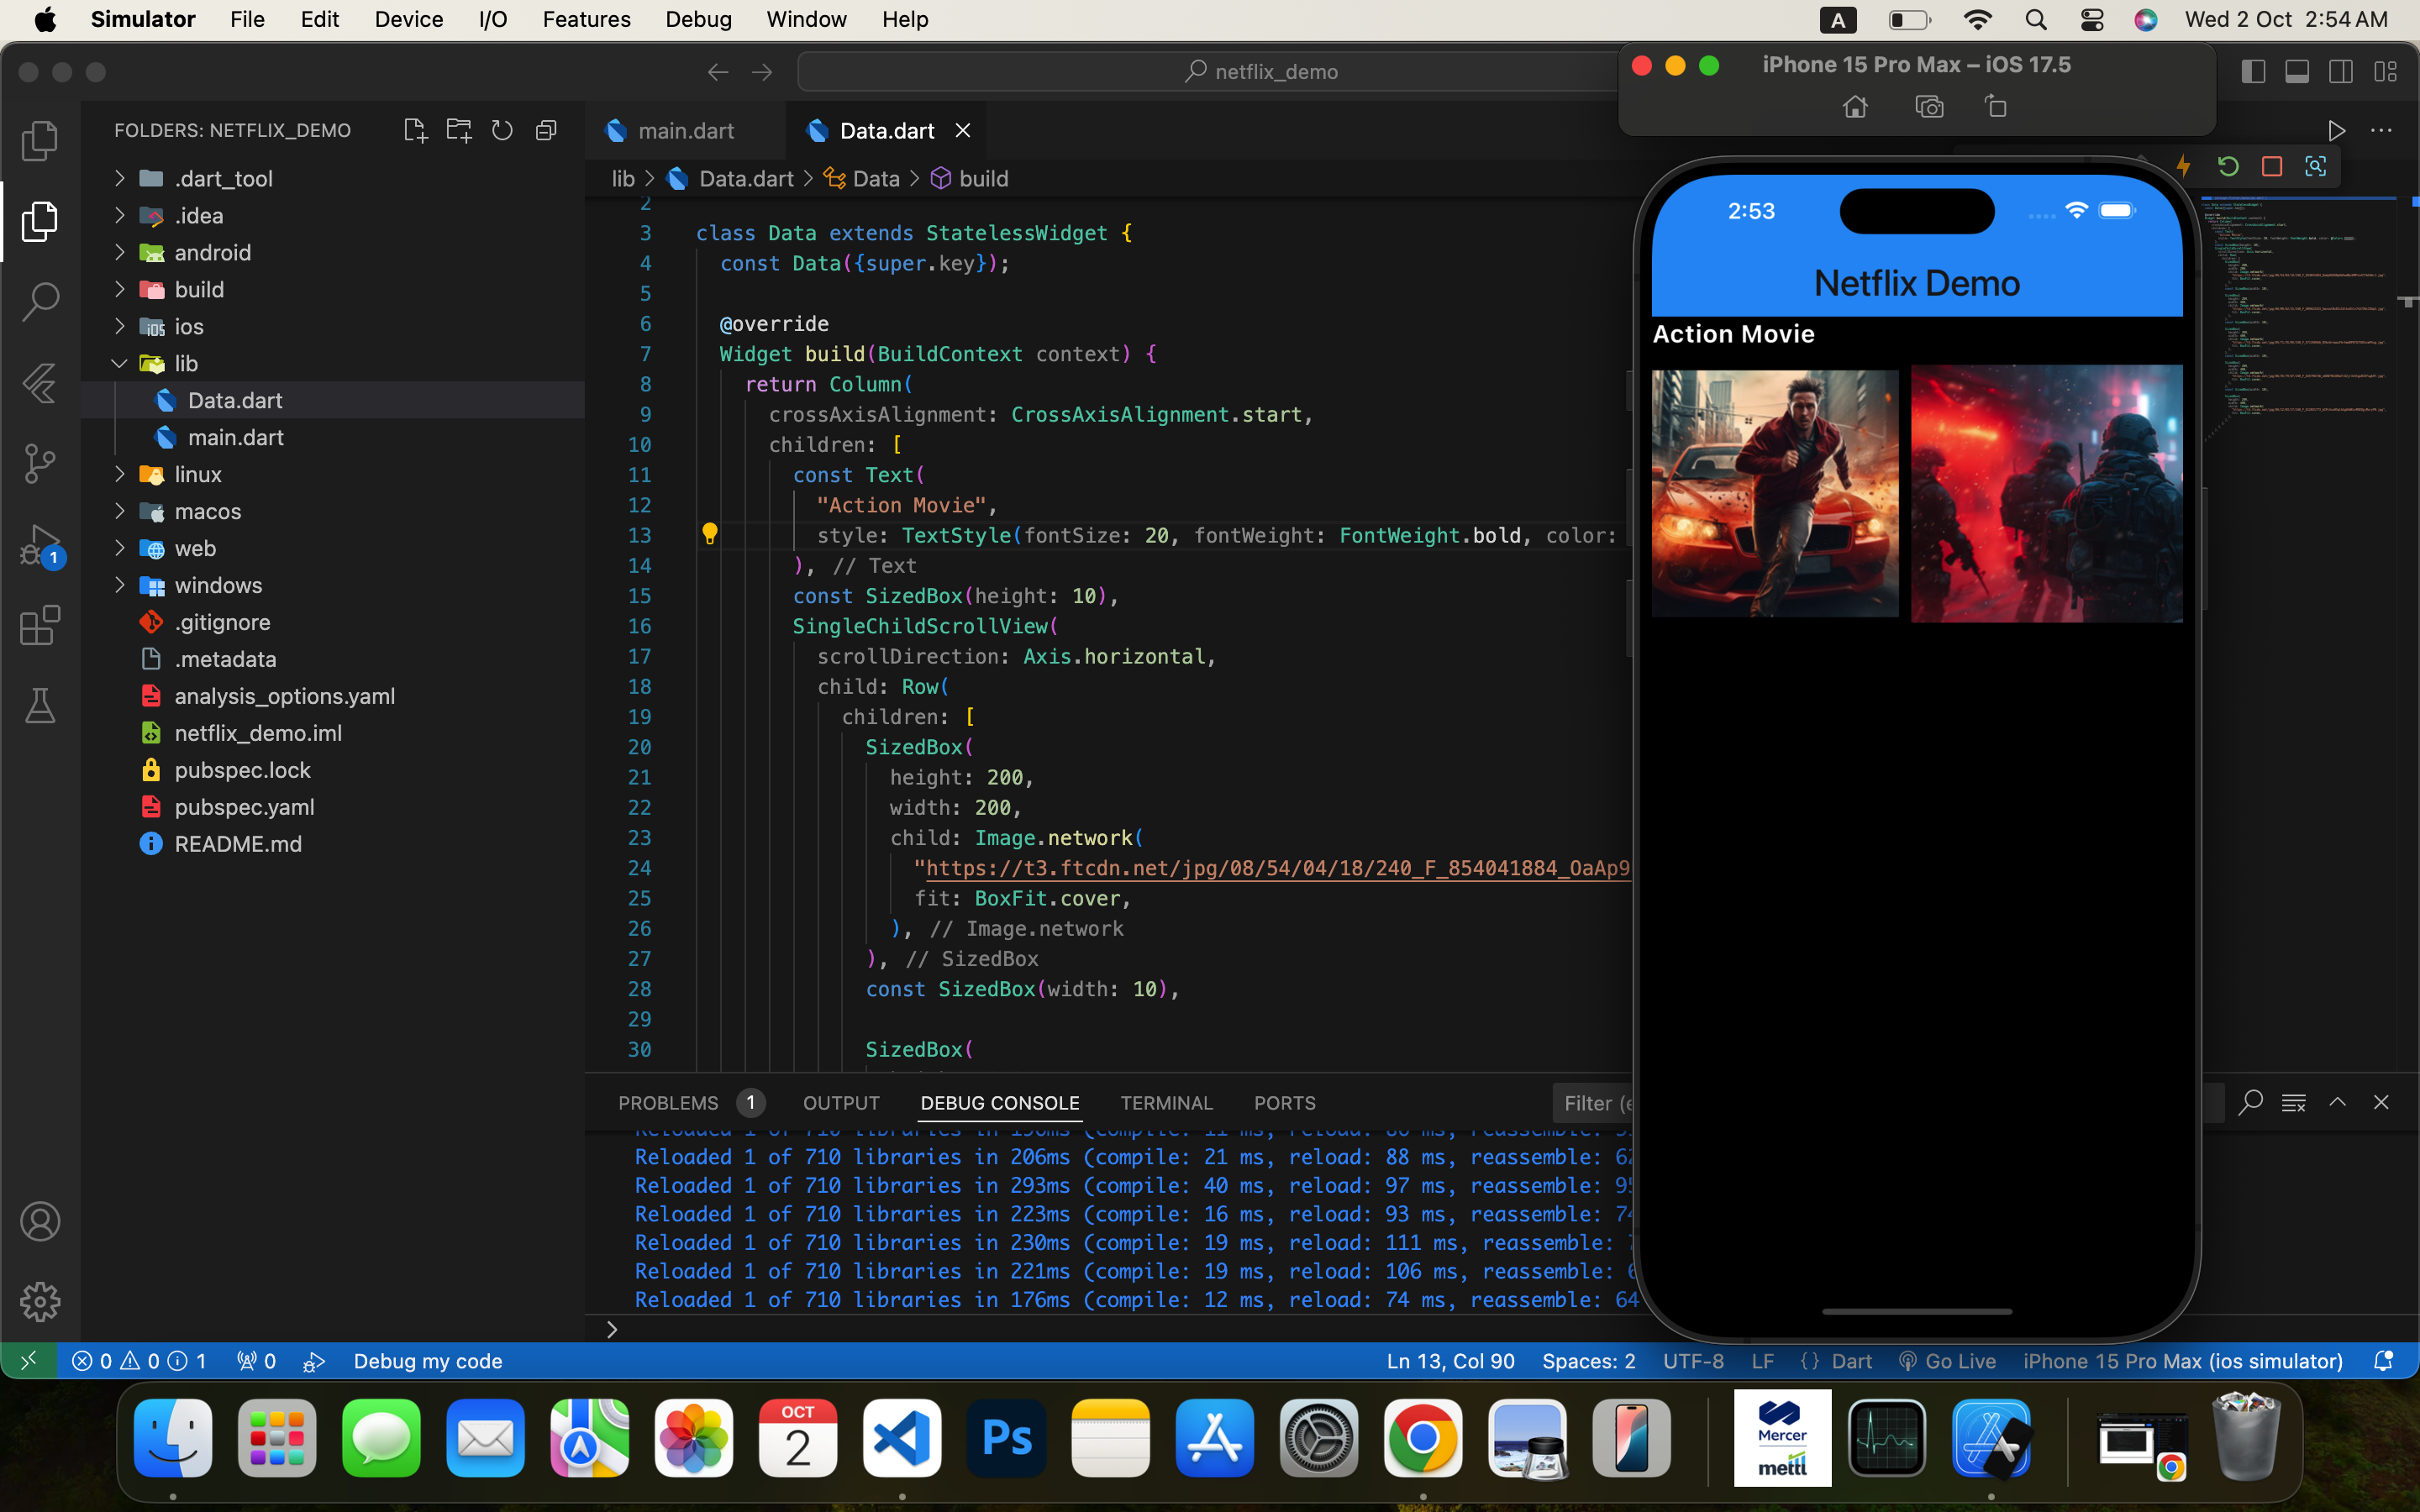 Simulator File Edit Device I/O Features Debug Window Help
A Wed 2 Oct 2:54 AM
netflix_demo
iPhone 15 Pro Max – iOS 17.5
FOLDERS: NETFLIX_DEMO
.dart_tool
.idea
android
build
ios
lib
Data.dart
main.dart
linux
macos
web
windows
.gitignore
.metadata
analysis_options.yaml
netflix_demo.iml
pubspec.lock
pubspec.yaml
README.md
1
main.dart Data.dart
lib > Data.dart > Data > build
2
3 class Data extends StatelessWidget {
4 const Data({super.key});
5
6 @override
7 Widget build(BuildContext context) {
8 return Column(
9 crossAxisAlignment: CrossAxisAlignment.start,
10 children: [
11 const Text(
12 "Action Movie",
13 style: TextStyle(fontSize: 20, fontWeight: FontWeight.bold, color:
14 ), // Text
15 const SizedBox(height: 10),
16 SingleChildScrollView(
17 scrollDirection: Axis.horizontal,
18 child: Row(
19 children: [
20 SizedBox(
21 height: 200,
22 width: 200,
23 child: Image.network(
24 "https://t3.ftcdn.net/jpg/08/54/04/18/240_F_854041884_OaAp9
25 fit: BoxFit.cover,
26 ), // Image.network
27 ), // SizedBox
28 const SizedBox(width: 10),
29
30 SizedBox(
2:53
Netflix Demo
Action Movie
PROBLEMS 1 OUTPUT DEBUG CONSOLE TERMINAL PORTS Filter (e
Reloaded 1 of 710 libraries in 206ms (compile: 21 ms, reload: 88 ms, reassemble: 62
Reloaded 1 of 710 libraries in 293ms (compile: 40 ms, reload: 97 ms, reassemble: 95
Reloaded 1 of 710 libraries in 223ms (compile: 16 ms, reload: 93 ms, reassemble: 74
Reloaded 1 of 710 libraries in 230ms (compile: 19 ms, reload: 111 ms, reassemble:
Reloaded 1 of 710 libraries in 221ms (compile: 19 ms, reload: 106 ms, reassemble: 6
Reloaded 1 of 710 libraries in 176ms (compile: 12 ms, reload: 74 ms, reassemble: 64
>
0 0 1 0 Debug my code Ln 13, Col 90 Spaces: 2 UTF-8 LF {} Dart Go Live iPhone 15 Pro Max (ios simulator)
OCT
2
Ps
Mercer
mettl